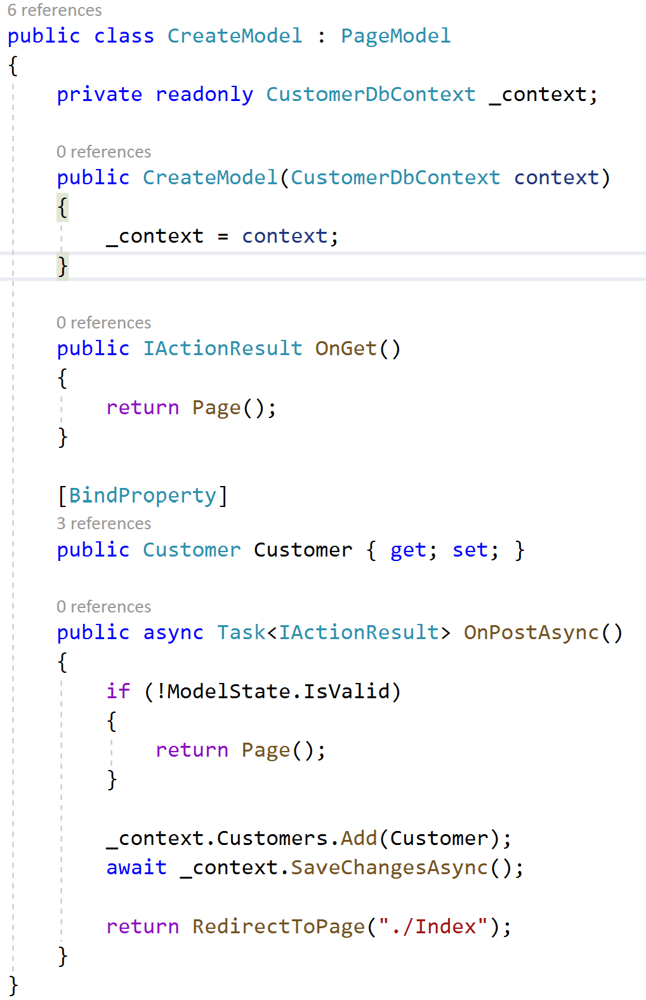 6 references
public class CreateModel : PageModel
{
private readonly CustomerDbContext _context;
0 references
public CreateModel(CustomerDbContext context)
{
_context = context;
}
0 references
public IActionResult OnGet()
{
return Page();
}
[BindProperty]
3 references
public Customer Customer { get; set; }
0 references
public async Task<IActionResult> OnPostAsync()
{
if (!ModelState.IsValid)
{
return Page();
}
_context.Customers.Add(Customer);
await _context.SaveChangesAsync();
return RedirectToPage("./Index");
}
}